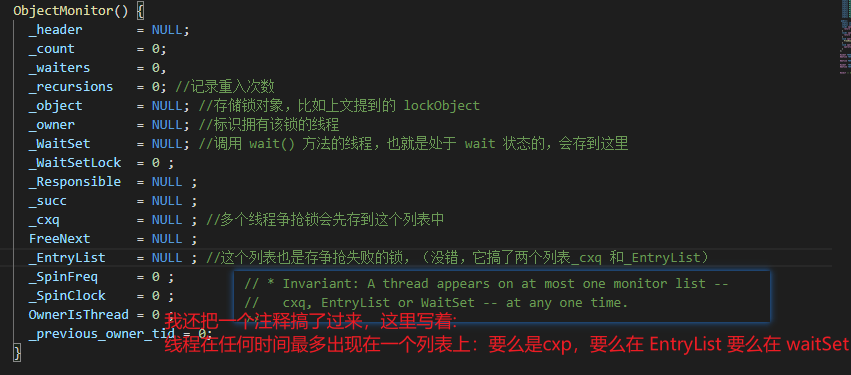 ObjectMonitor() {
_header = NULL;
_count = 0;
_waiters = 0,
_recursions = 0; //记录重入次数
_object = NULL; //存储锁对象，比如上文提到的 lockObject
_owner = NULL; //标识拥有该锁的线程
_WaitSet = NULL; //调用 wait() 方法的线程，也就是处于 wait 状态的，会存到这里
_WaitSetLock = 0 ;
_Responsible = NULL ;
_succ = NULL ;
_cxq = NULL ; //多个线程争抢锁会先存到这个列表中
FreeNext = NULL ;
_EntryList = NULL ; //这个列表也是存争抢失败的锁，（没错，它搞了两个列表_cxq 和_EntryList）
_SpinFreq = 0 ;
_SpinClock = 0 ;
// * Invariant: A thread appears on at most one monitor list --
// cxq, EntryList or WaitSet -- at any one time.
OwnerIsThread = 0 ;
我还把一个注释搞了过来，这里写着:
_previous_owner_tid = 0;
线程在任何时间最多出现在一个列表上：要么是cxp，要么在 EntryList 要么在 waitSet
}